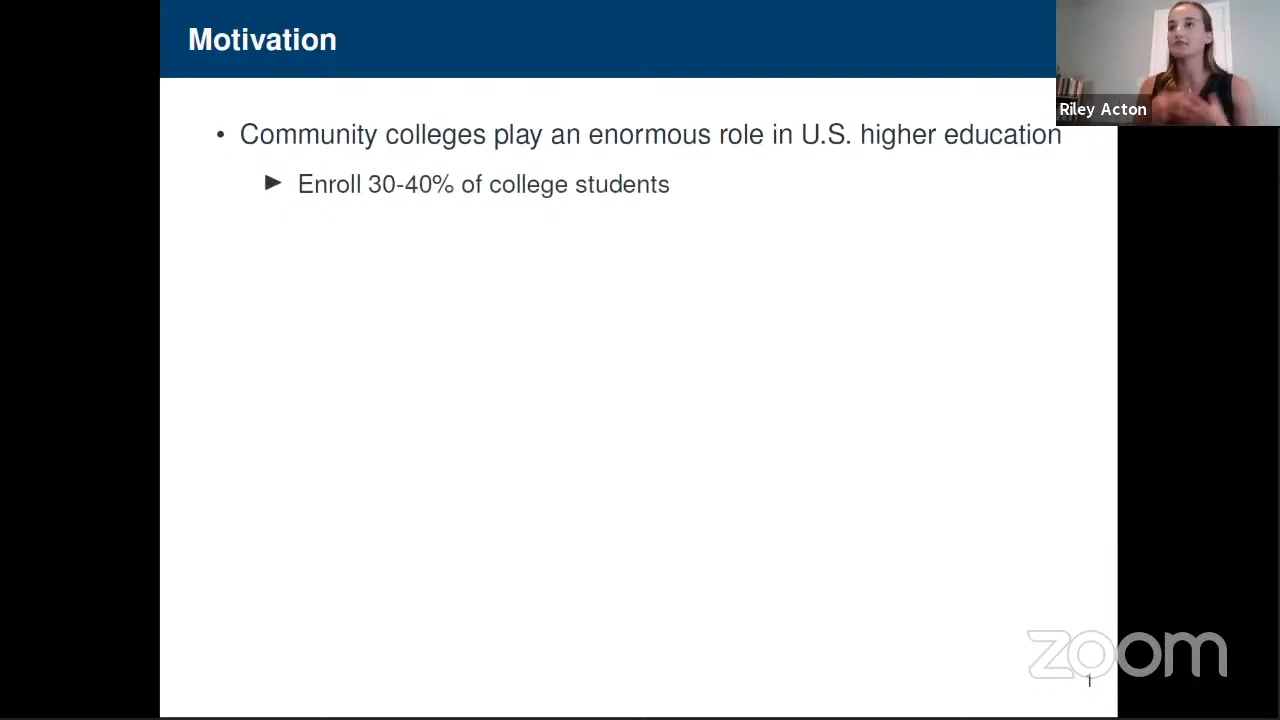 Motivation
Riley Acton
• Community colleges play an enormous role in U.S. higher education
► Enroll 30-40% of college students
zoom
1